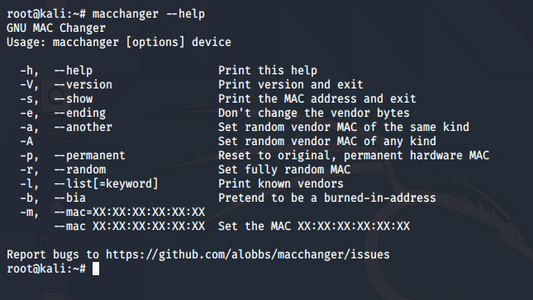 root@kali:~# macchanger --help
GNU MAC Changer
Usage: macchanger [options] device
-h, --help Print this help
-V, --version Print version and exit
-s, --show Print the MAC address and exit
-e, --ending Don't change the vendor bytes
-a, --another Set random vendor MAC of the same kind
-A Set random vendor MAC of any kind
-p, --permanent Reset to original, permanent hardware MAC
-r, --random Set fully random MAC
-l, --list[=keyword] Print known vendors
-b, --bia Pretend to be a burned-in-address
-m, --mac=XX:XX:XX:XX:XX:XX
--mac XX:XX:XX:XX:XX:XX Set the MAC XX:XX:XX:XX:XX:XX
Report bugs to https://github.com/alobbs/macchanger/issues
root@kali:~#